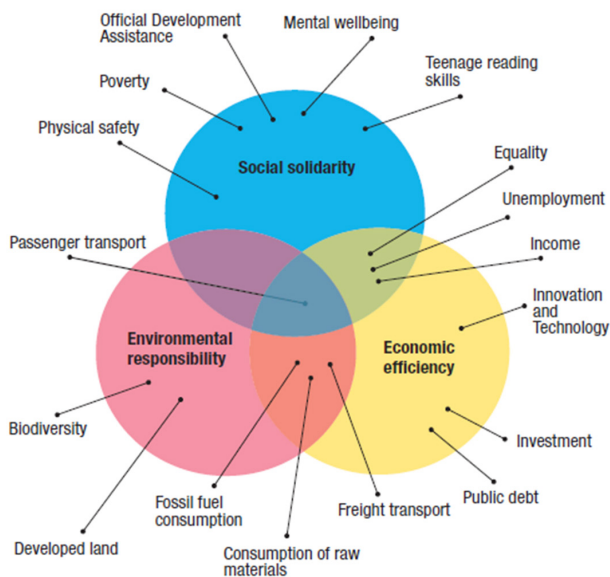 Official Development
Assistance
Mental wellbeing
Teenage reading
skills
Poverty
Physical safety
Social solidarity
Equality
Unemployment
Passenger transport
Income
Innovation
and
Technology
Environmental
responsibility
Economic
efficiency
Biodiversity
Investment
Public debt
Fossil fuel
consumption
Freight transport
Developed land
Consumption of raw
materials